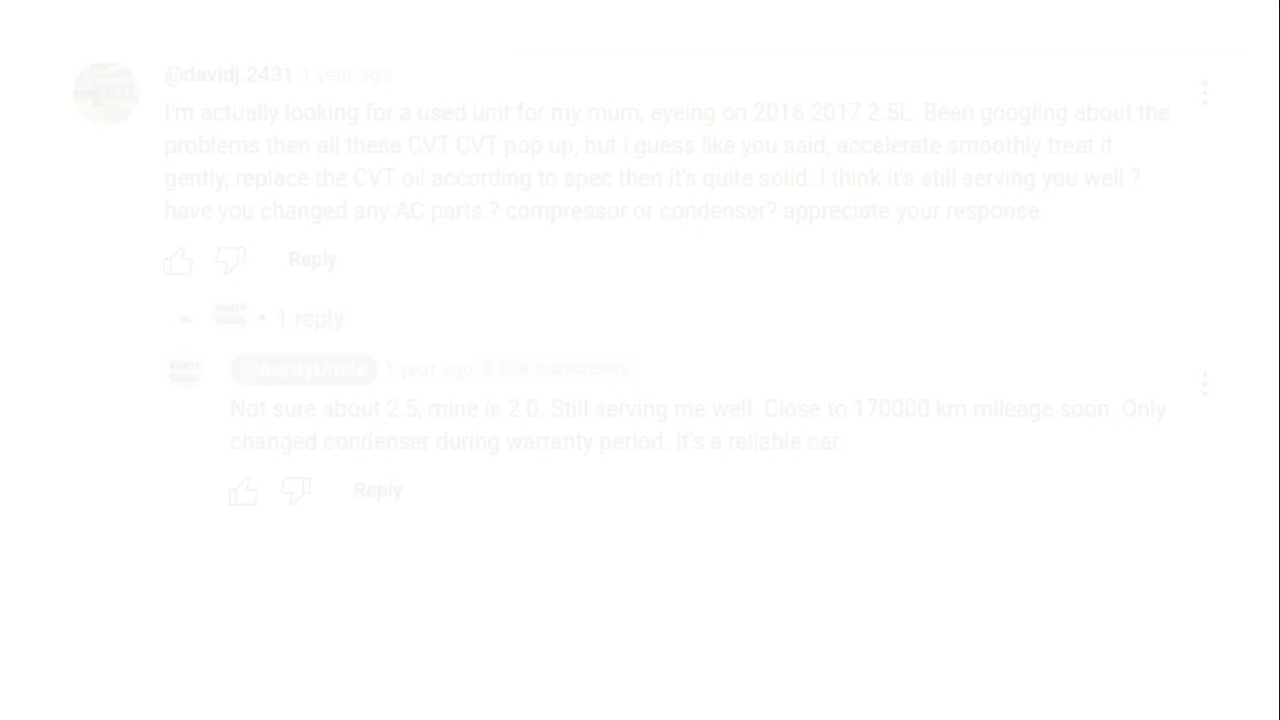 @davidj.2431 1 year ago
I'm actually looking for a used unit for my mum, eyeing on 2016 2017 2.5L. Been googling about the
problems then all these CVT CVT pop up, but i guess like you said, accelerate smoothly treat it
gently, replace the CVT oil according to spec then it's quite solid. I think it's still serving you well ?
have you changed any AC parts ? compressor or condenser? appreciate your response.
Reply
• 1 reply
@AuntyUncle 1 year ago subscribers
Not sure about 2.5, mine is 2.0. Still serving me well. Close to 170000 km mileage soon. Only
changed condenser during warranty period. It's a reliable car.
Reply